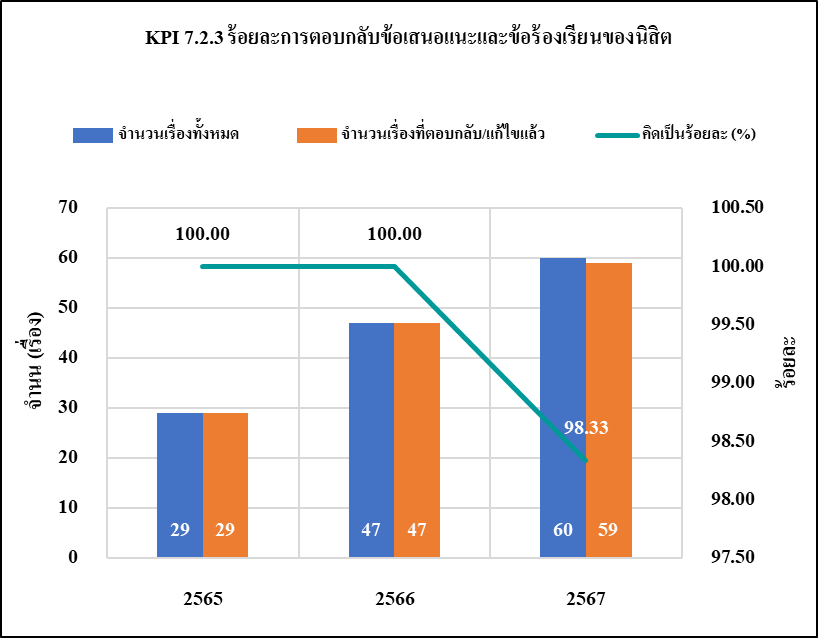 KPI 7.2.3 ร้อยละการตอบกลับข้อเสนอแนะและข้อร้องเรียนของนิสิต
จำนวนเรื่องทั้งหมด จำนวนเรื่องที่ตอบกลับ/แก้ไขแล้ว คิดเป็นร้อยละ (%)
70 100.50
100.00 100.00
60 100.00
50 99.50
จำนน (เรื่อง) ร้อยละ
40 99.00
30 98.50
98.33
20 98.00
10
29 29 47 47 60 59
0 97.50
2565 2566 2567